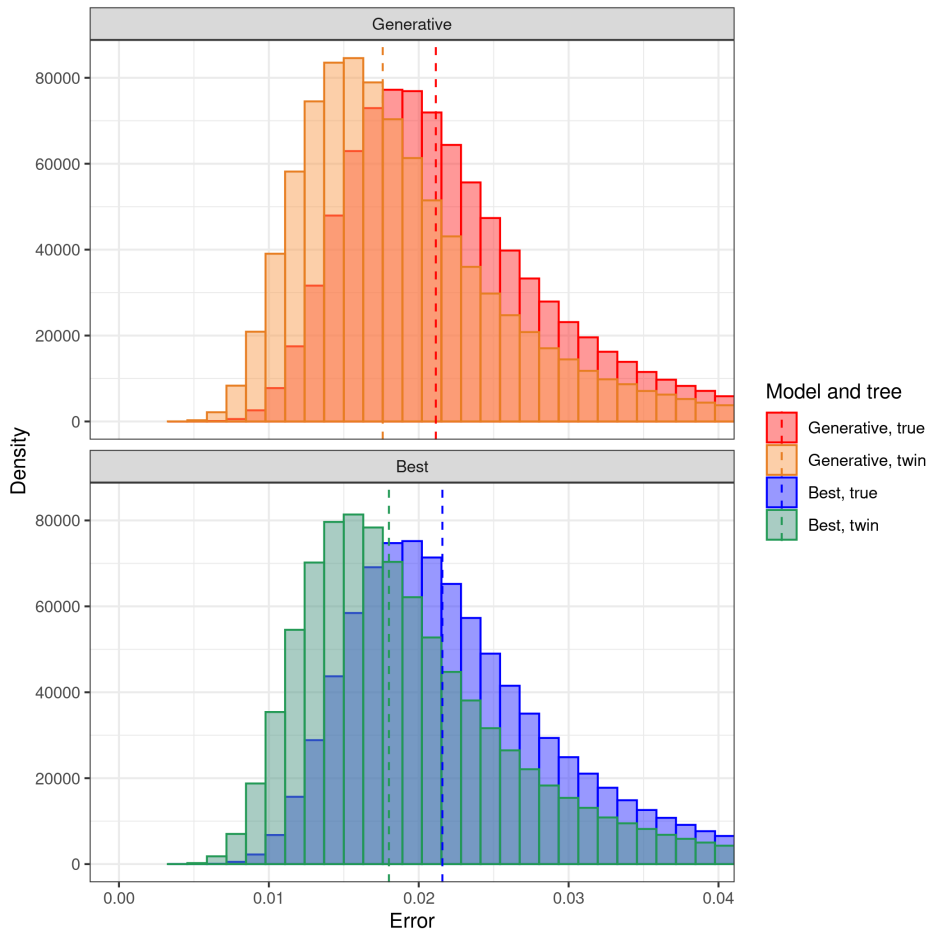 Generative
80000
60000
40000
20000
0
Best
80000
60000
40000
20000
0
0.00 0.01 0.02 0.03 0.04
Error
Density
Model and tree
Generative, true
Generative, twin
Best, true
Best, twin